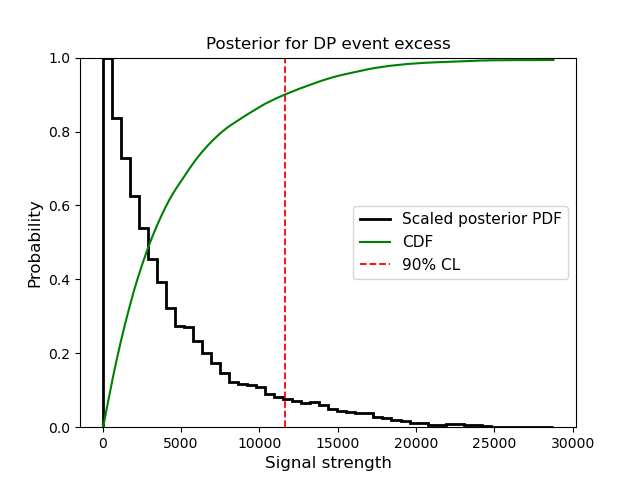 Posterior for DP event excess
1.0
0.8
0.6
0.4
0.2
0.0
Probability
Scaled posterior PDF
CDF
90% CL
0 5000 10000 15000 20000 25000 30000
Signal strength